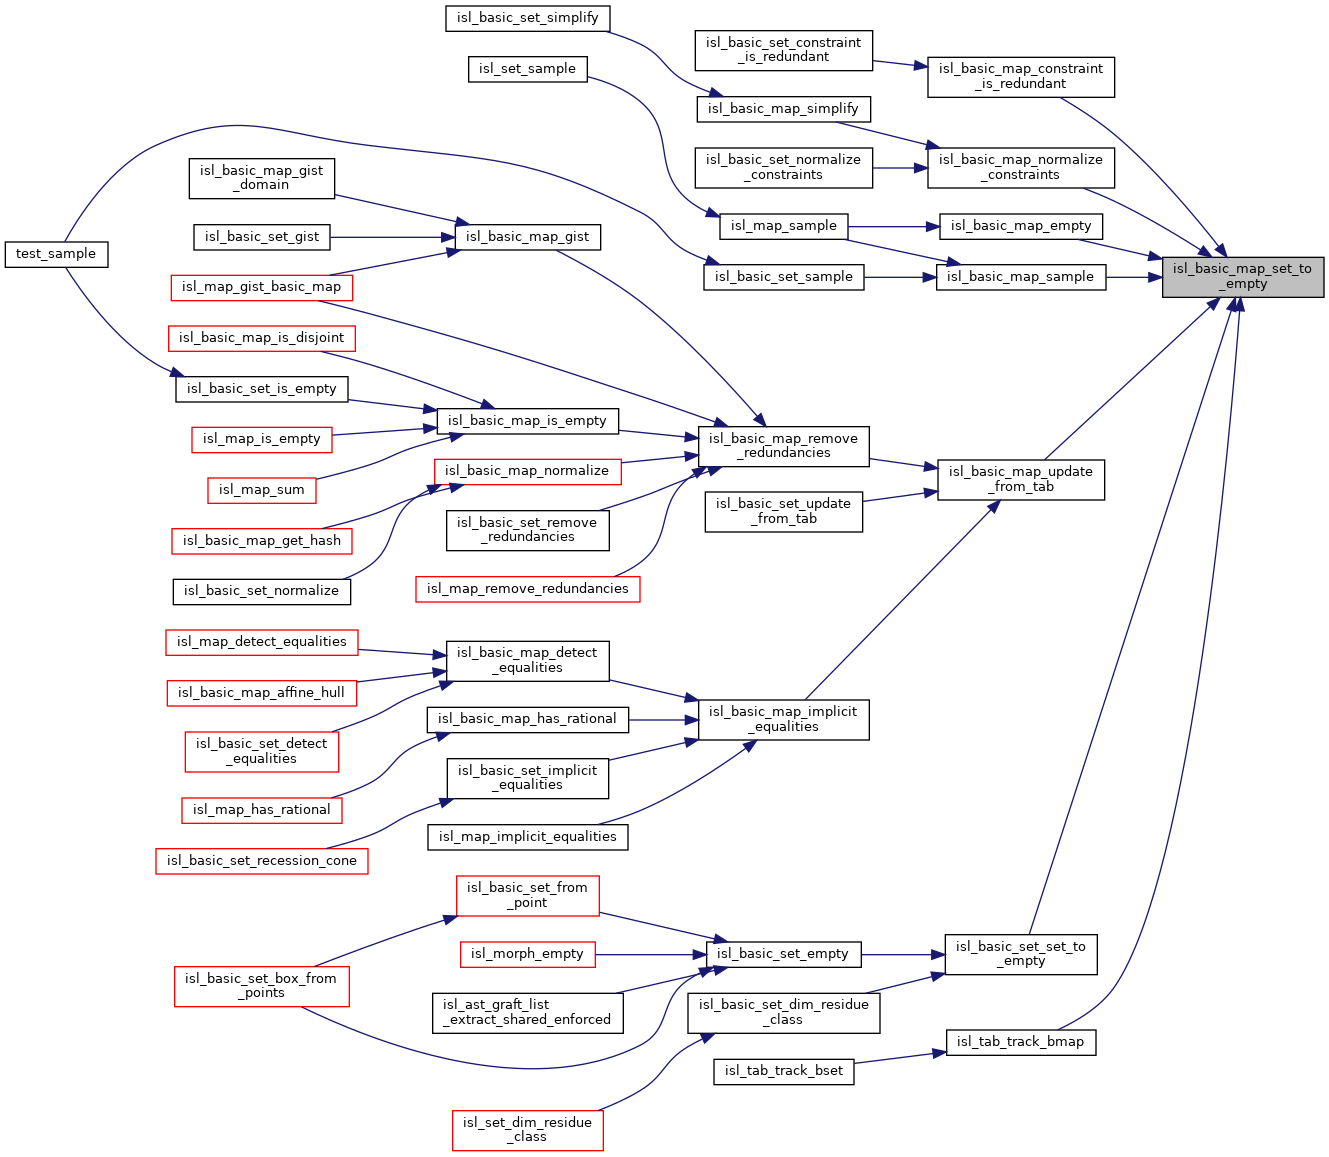 isl_basic_set_simplify
isl_basic_set_constraint
_is_redundant
isl_set_sample
isl_basic_map_constraint
_is_redundant
isl_basic_map_simplify
isl_basic_set_normalize
_constraints
isl_basic_map_normalize
_constraints
isl_basic_map_gist
_domain
isl_map_sample
isl_basic_map_empty
isl_basic_set_gist
isl_basic_map_gist
test_sample
isl_basic_set_sample
isl_basic_map_sample
isl_basic_map_set_to
_empty
isl_map_gist_basic_map
isl_basic_map_is_disjoint
isl_basic_set_is_empty
isl_basic_map_is_empty
isl_map_is_empty
isl_basic_map_remove
_redundancies
isl_basic_map_normalize
isl_basic_map_update
_from_tab
isl_map_sum
isl_basic_set_update
_from_tab
isl_basic_set_remove
_redundancies
isl_basic_map_get_hash
isl_basic_set_normalize
isl_map_remove_redundancies
isl_map_detect_equalities
isl_basic_map_detect
_equalities
isl_basic_map_affine_hull
isl_basic_map_has_rational
isl_basic_map_implicit
_equalities
isl_basic_set_detect
_equalities
isl_basic_set_implicit
_equalities
isl_map_has_rational
isl_map_implicit_equalities
isl_basic_set_recession_cone
isl_basic_set_from
_point
isl_morph_empty
isl_basic_set_empty
isl_basic_set_set_to
_empty
isl_basic_set_box_from
_points
isl_ast_graft_list
_extract_shared_enforced
isl_basic_set_dim_residue
_class
isl_tab_track_bmap
isl_tab_track_bset
isl_set_dim_residue
_class